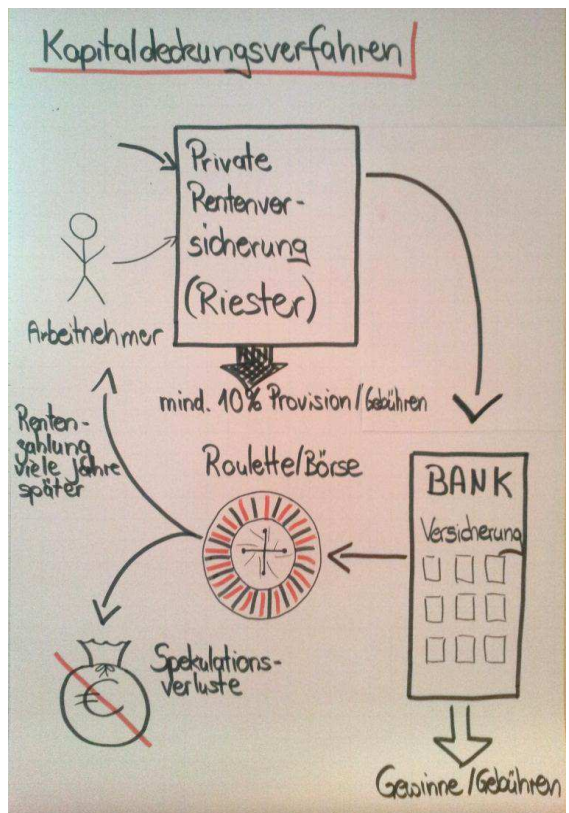 Kapitaldeckungsverfahren
Private
Rentenver-
sicherung
(Riester)
Arbeitnehmer
mind. 10% Provision/Gebühren
Renten-
zahlung
viele Jahre
später
Roulette/Börse
BANK
Versicherung
€
Spekulations-
verluste
Gewinne/Gebühren